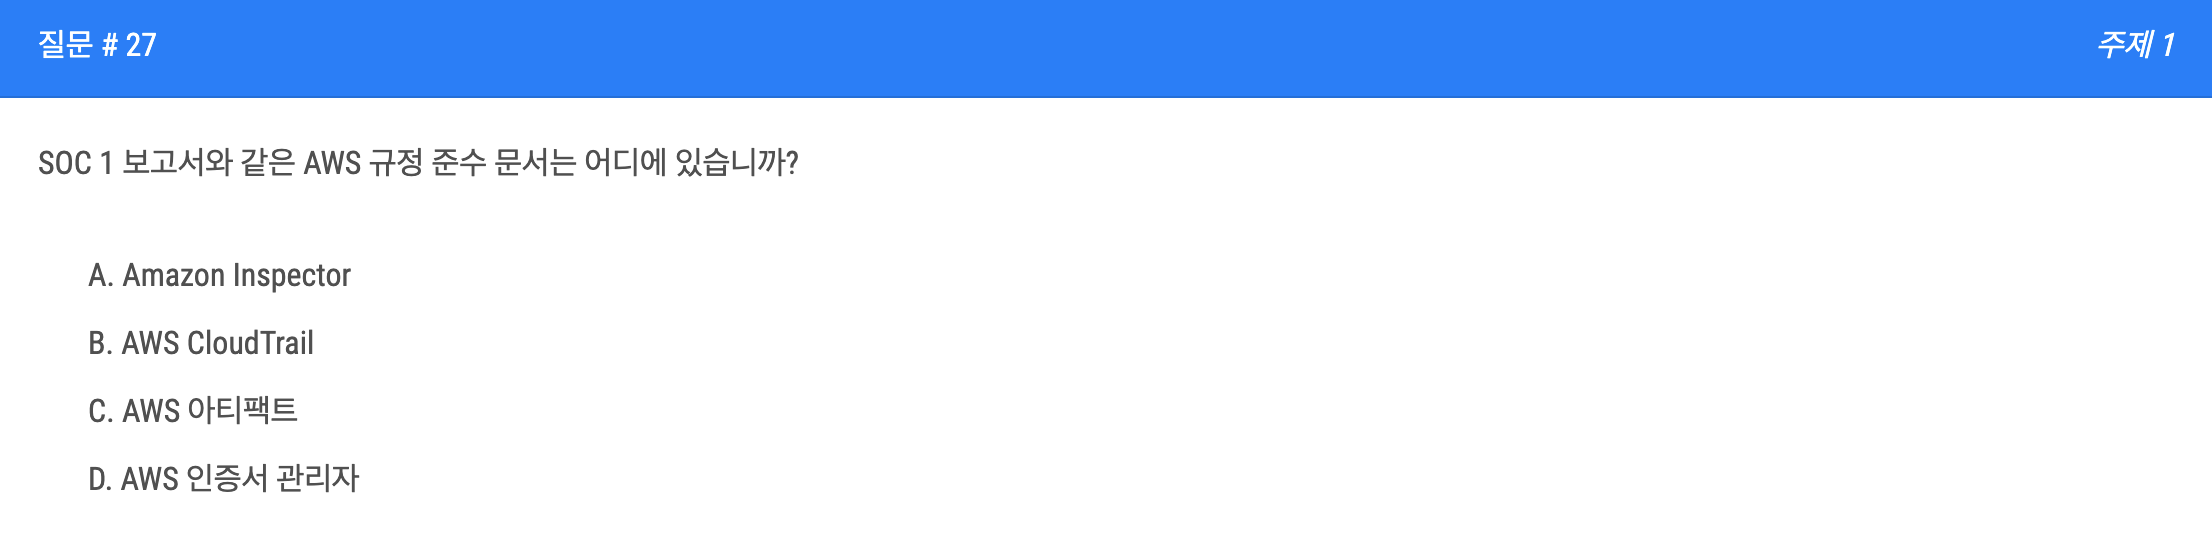 질문 # 27
주제 1
SOC 1 보고서와 같은 AWS 규정 준수 문서는 어디에 있습니까?
A. Amazon Inspector
B. AWS CloudTrail
C. AWS 아티팩트
D. AWS 인증서 관리자